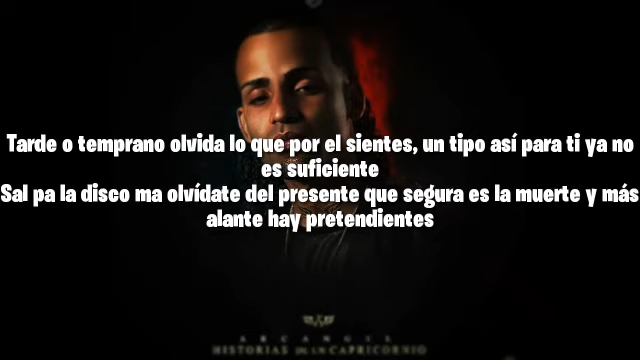 Tarde o temprano olvida lo que por el sientes, un tipo así para ti ya no
es suficiente
Sal pa la disco ma olvídate del presente que segura es la muerte y más
alante hay pretendientes
ARCANGEL
HISTORIAS DE UN CAPRICORNIO